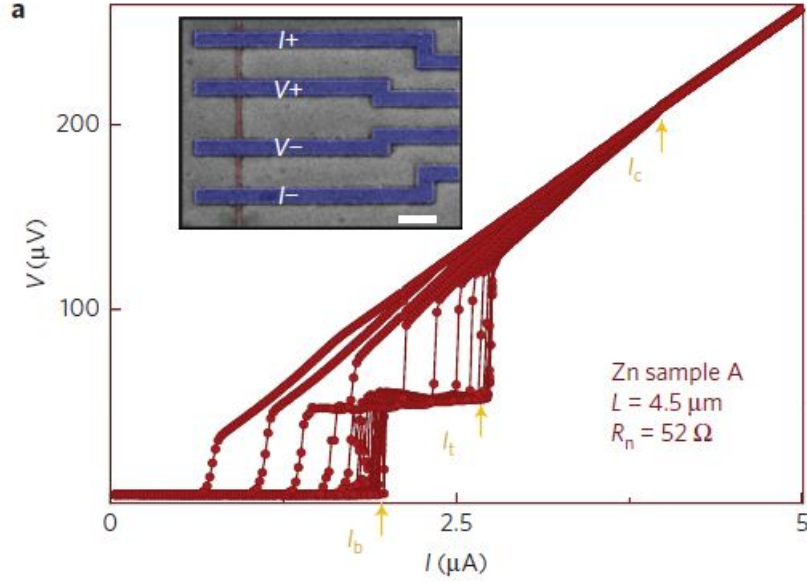 a
I+
V+
V−
I−
200
100
0
2.5
5
V (μV)
I (μA)
I_c
I_t
I_b
Zn sample A
L = 4.5 μm
R_n = 52 Ω